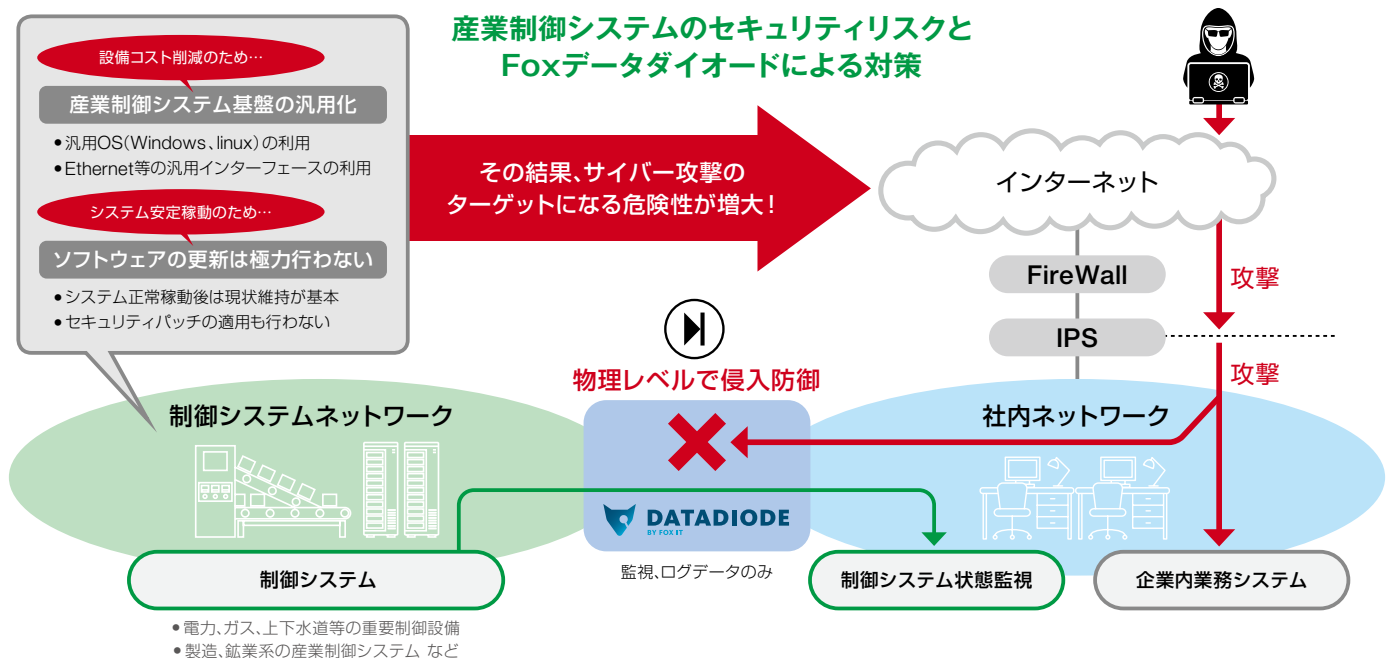 産業制御システムのセキュリティリスクと
Foxデータダイオードによる対策
設備コスト削減のため…
産業制御システム基盤の汎用化
●汎用OS(Windows、linux)の利用
●Ethernet等の汎用インターフェースの利用
システム安定稼動のため…
ソフトウェアの更新は極力行わない
●システム正常稼動後は現状維持が基本
●セキュリティパッチの適用も行わない
その結果、サイバー攻撃の
ターゲットになる危険性が増大!
インターネット
FireWall
攻撃
IPS
攻撃
物理レベルで侵入防御
制御システムネットワーク
社内ネットワーク
DATADIODE
BY FOX IT
監視、ログデータのみ
制御システム
制御システム状態監視
企業内業務システム
●電力、ガス、上下水道等の重要制御設備
●製造、鉱業系の産業制御システム など